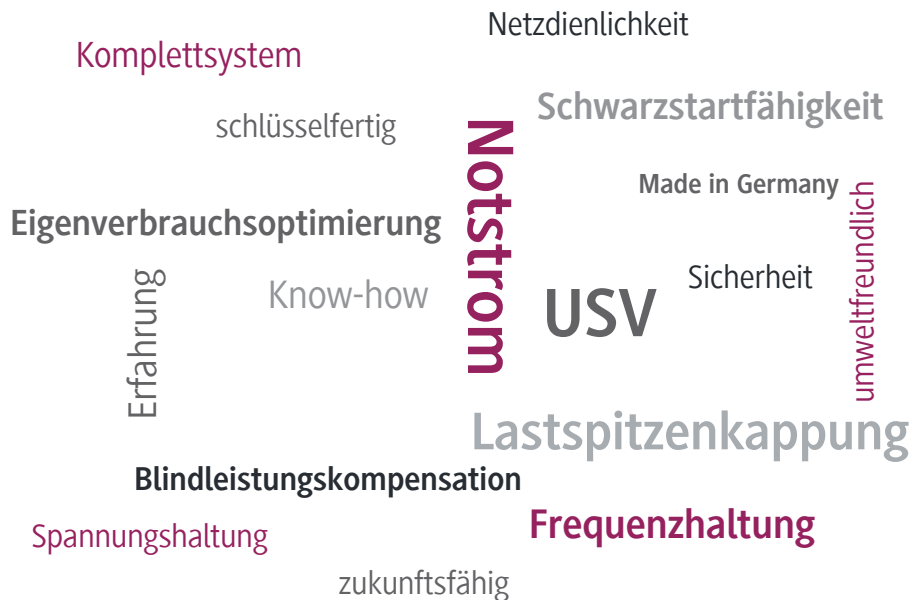 Netzdienlichkeit
Komplettsystem
Schwarzstartfähigkeit
schlüsselfertig
Notstrom
Made in Germany
umweltfreundlich
Eigenverbrauchsoptimierung
Sicherheit
Know-how
USV
Erfahrung
Lastspitzenkappung
Blindleistungskompensation
Frequenzhaltung
Spannungshaltung
zukunftsfähig